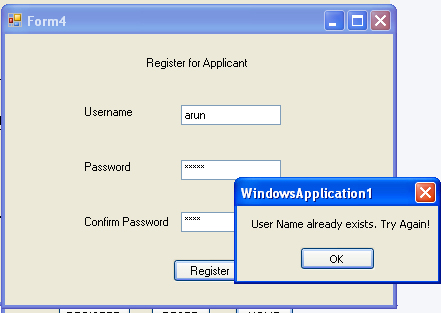 Form4
Register for Applicant
Username
arun
Password
*****
Confirm Password
****
Register
WindowsApplication1
User Name already exists. Try Again!
OK